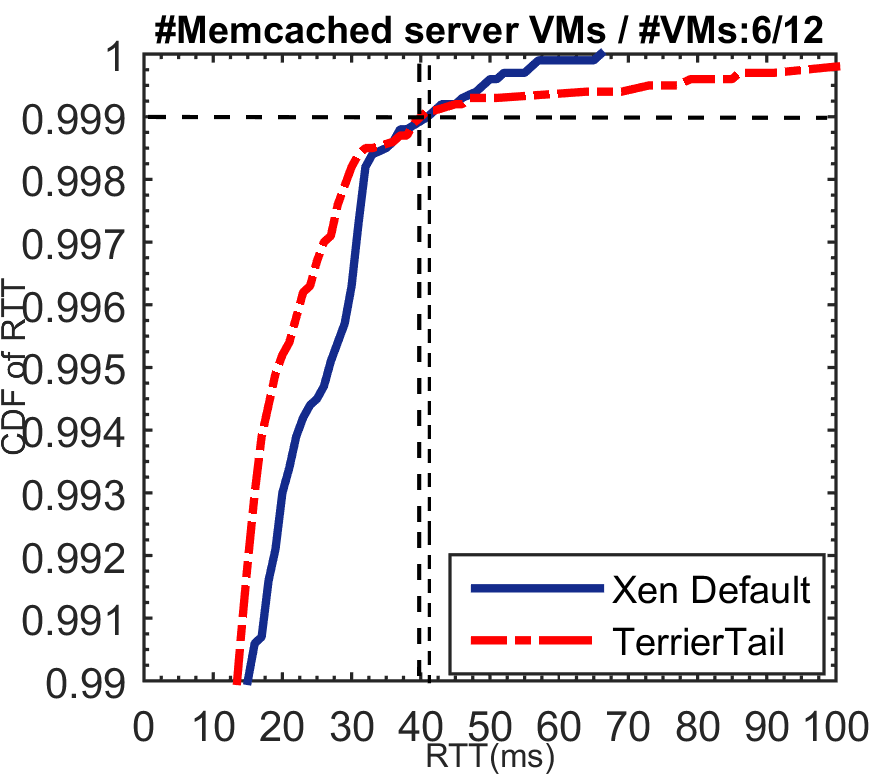 #Memcached server VMs / #VMs:6/12
CDF of RTT
1
0.999
0.998
0.997
0.996
0.995
0.994
0.993
0.992
0.991
0.99
Xen Default
TerrierTail
0 10 20 30 40 50 60 70 80 90 100
RTT(ms)